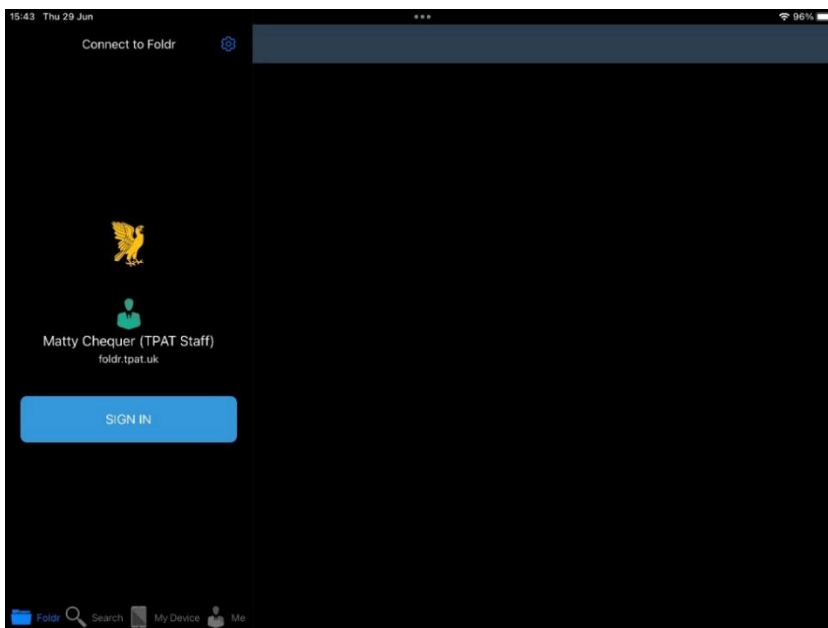 15:43 Thu 29 Jun
96%
Connect to Foldr
Matty Chequer (TPAT Staff)
foldr.tpat.uk
SIGN IN
Foldr Search My Device Me